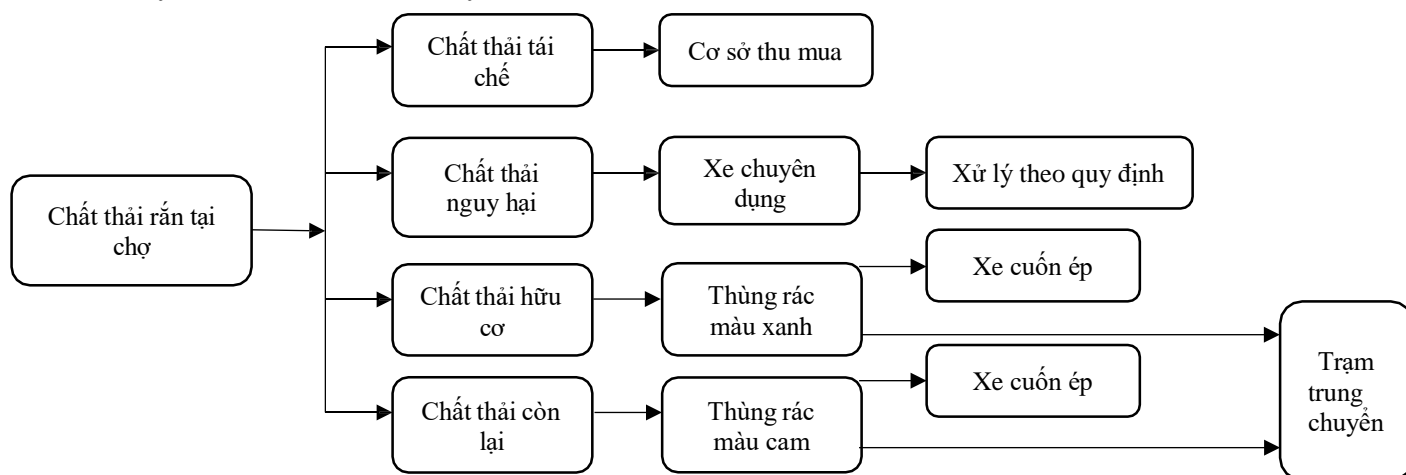 Chất thải tái
chế
Cơ sở thu mua
Chất thải
nguy hại
Xe chuyên
dụng
Xử lý theo quy định
Chất thải rắn tại
chợ
Chất thải hữu
cơ
Thùng rác
màu xanh
Xe cuốn ép
Chất thải còn
lại
Thùng rác
màu cam
Xe cuốn ép
Trạm
trung
chuyển